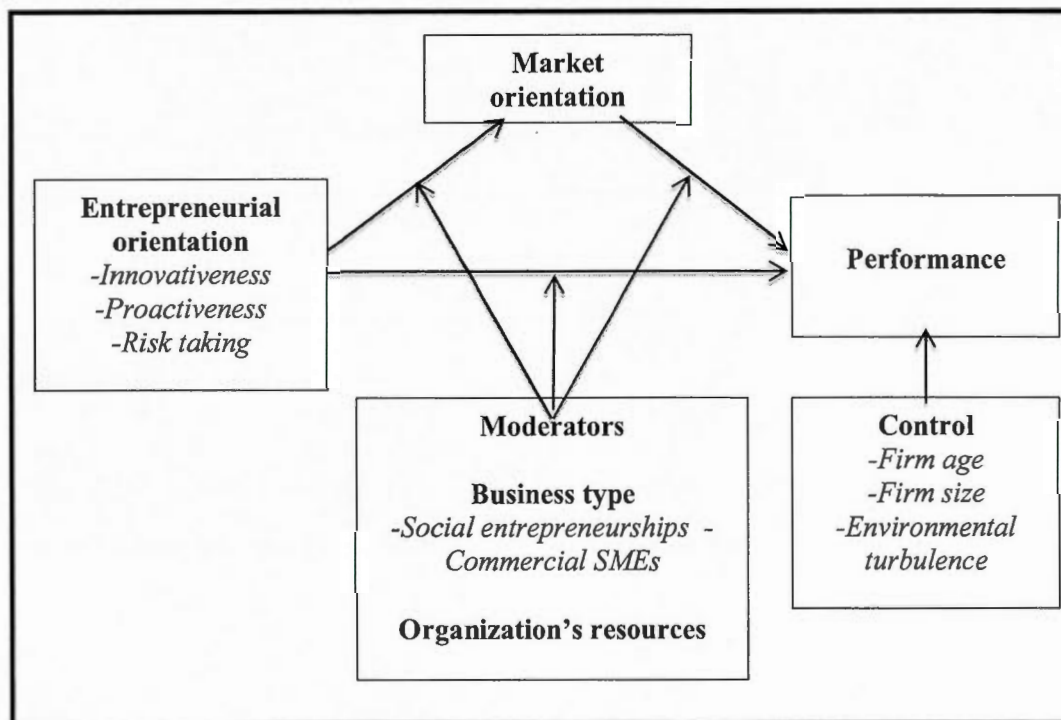 Market
orientation
Entrepreneurial
orientation
-Innovativeness
-Proactiveness
-Risk taking
Performance
Moderators
Business type
-Social entrepreneurships -
Commercial SMEs
Organization's resources
Control
-Firm age
-Firm size
-Environmental
turbulence